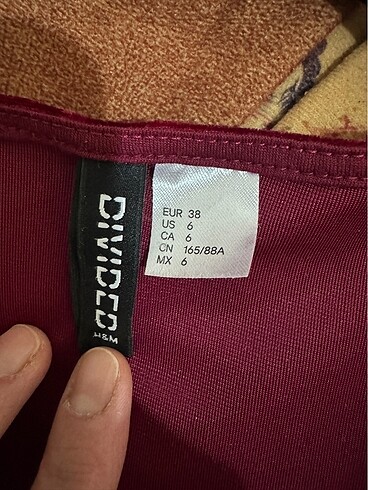 DIVIDED
H&M
EUR 38
US 6
CA 6
CN 165/88A
MX 6